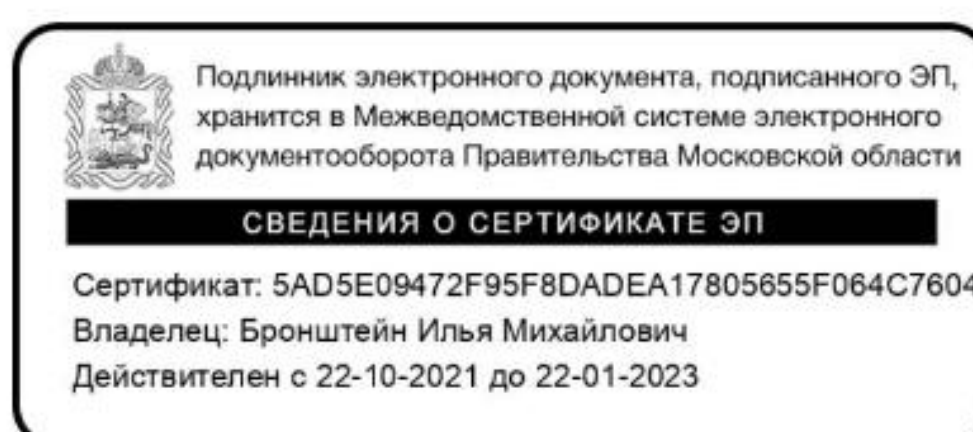 Подлинник электронного документа, подписанного ЭП,
хранится в Межведомственной системе электронного
документооборота Правительства Московской области
СВЕДЕНИЯ О СЕРТИФИКАТЕ ЭП
Сертификат: 5AD5E09472F95F8DADEA17805655F064C7604
Владелец: Бронштейн Илья Михайлович
Действителен с 22-10-2021 до 22-01-2023